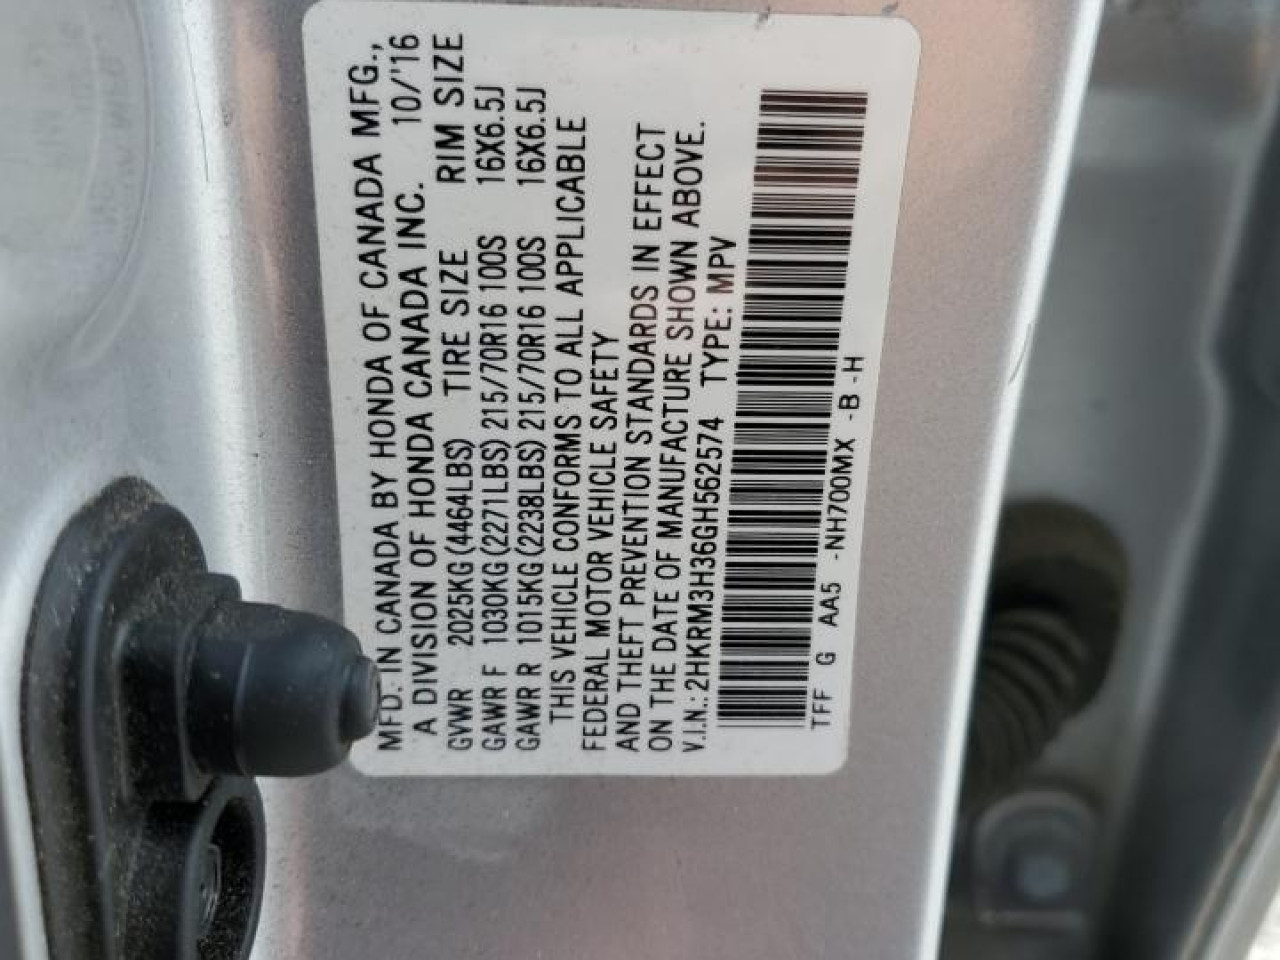 MFD. IN CANADA BY HONDA OF CANADA MFG.,
A DIVISION OF HONDA CANADA INC. 10/'16
GVWR 2025KG(4464LBS) TIRE SIZE RIM SIZE
GAWR F 1030KG(2271LBS) 215/70R16 100S 16X6.5J
GAWR R 1015KG(2238LBS) 215/70R16 100S 16X6.5J
THIS VEHICLE CONFORMS TO ALL APPLICABLE
FEDERAL MOTOR VEHICLE SAFETY
AND THEFT PREVENTION STANDARDS IN EFFECT
ON THE DATE OF MANUFACTURE SHOWN ABOVE.
V.I.N.: 2HKRM3H36GH562574 TYPE: MPV
TFF G AA5 -NH700MX -B -H